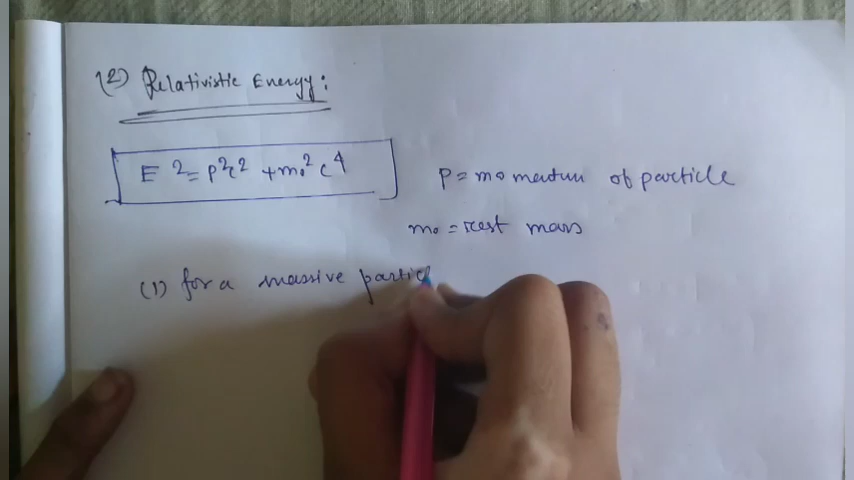 (2) Relativistic Energy:
E² = p²c² + m₀²c⁴
p = momentum of particle
m₀ = rest mass
(1) for a massive partic